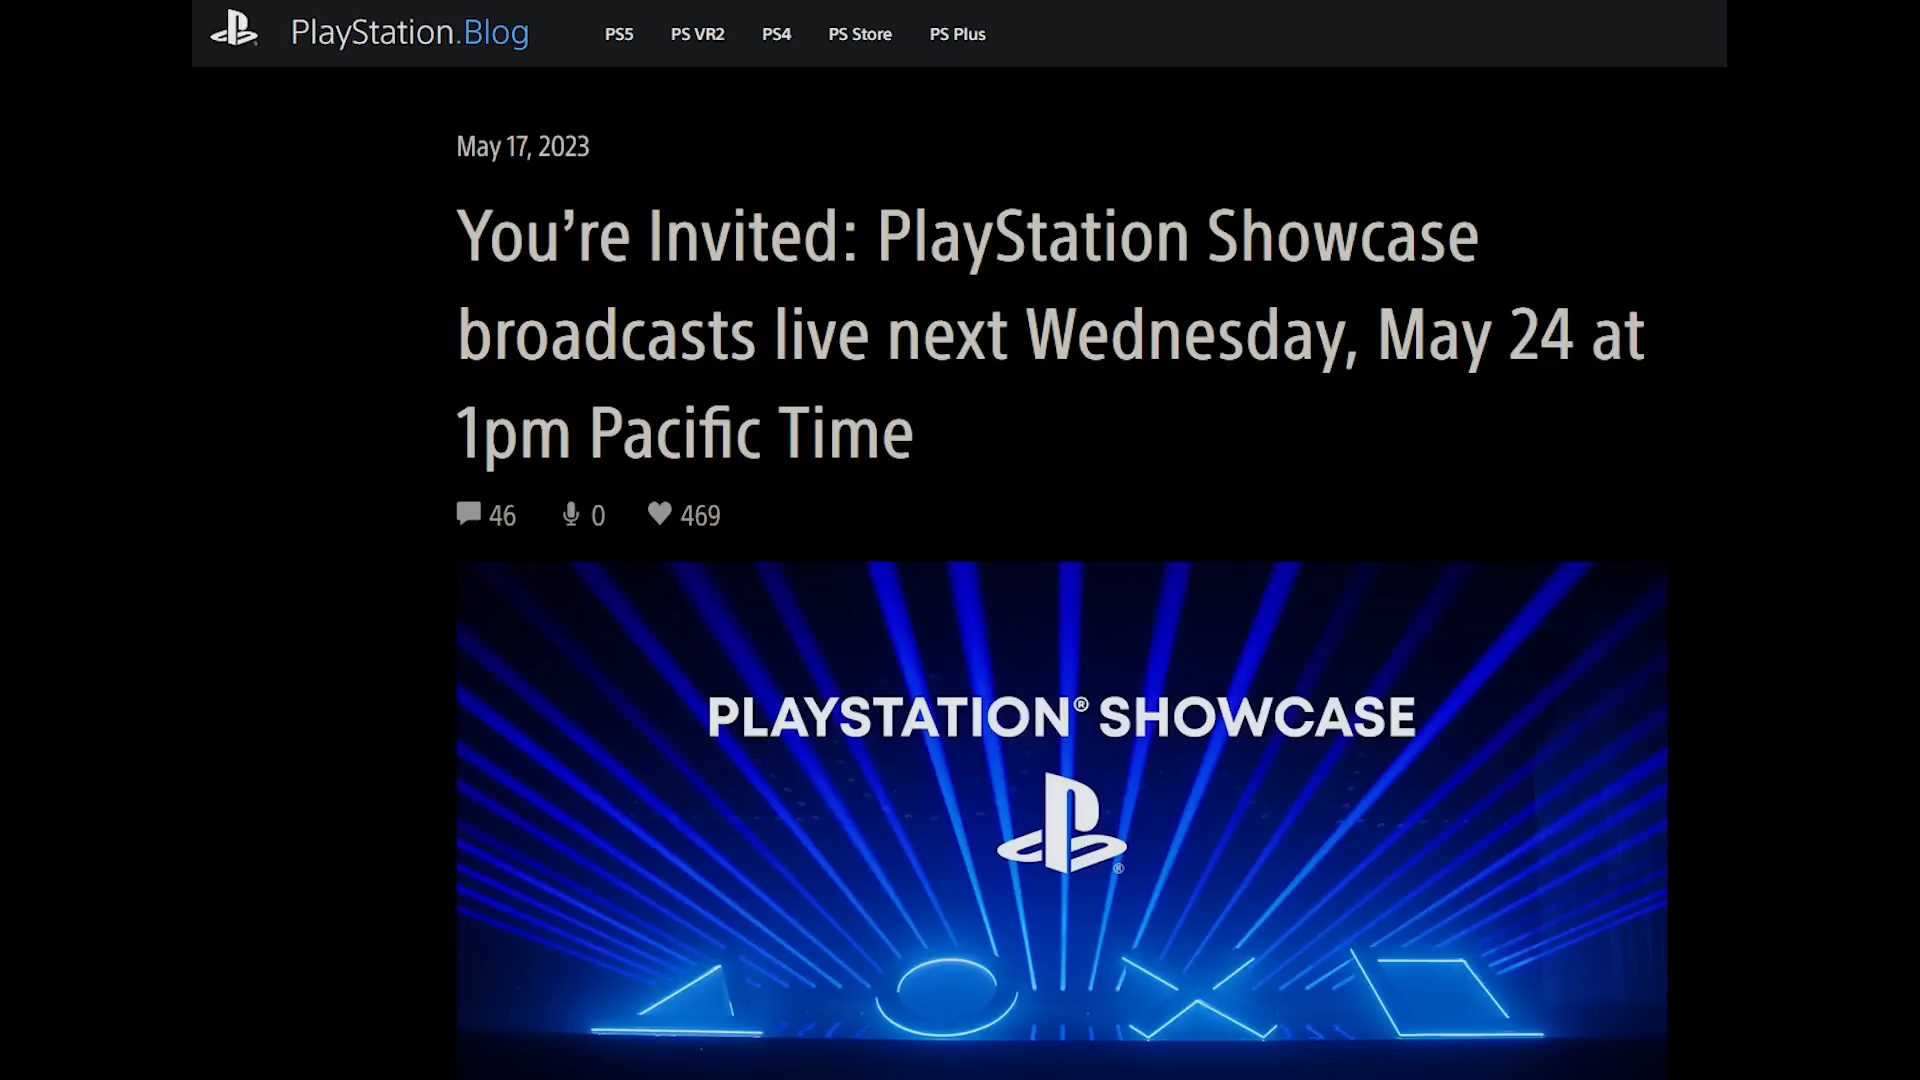 PlayStation.Blog PS5 PS VR2 PS4 PS Store PS Plus
May 17, 2023
You’re Invited: PlayStation Showcase
broadcasts live next Wednesday, May 24 at
1pm Pacific Time
46 0 469
PLAYSTATION® SHOWCASE
®